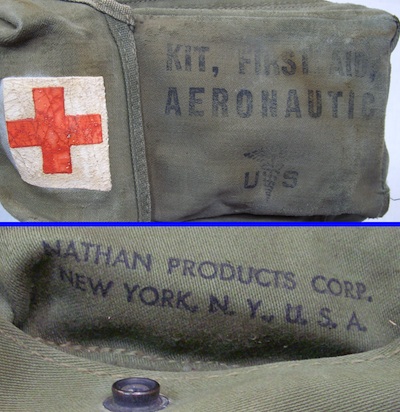 KIT, FIRST AID,
AERONAUTIC
U S
NATHAN PRODUCTS CORP.
NEW YORK, N. Y., U. S. A.